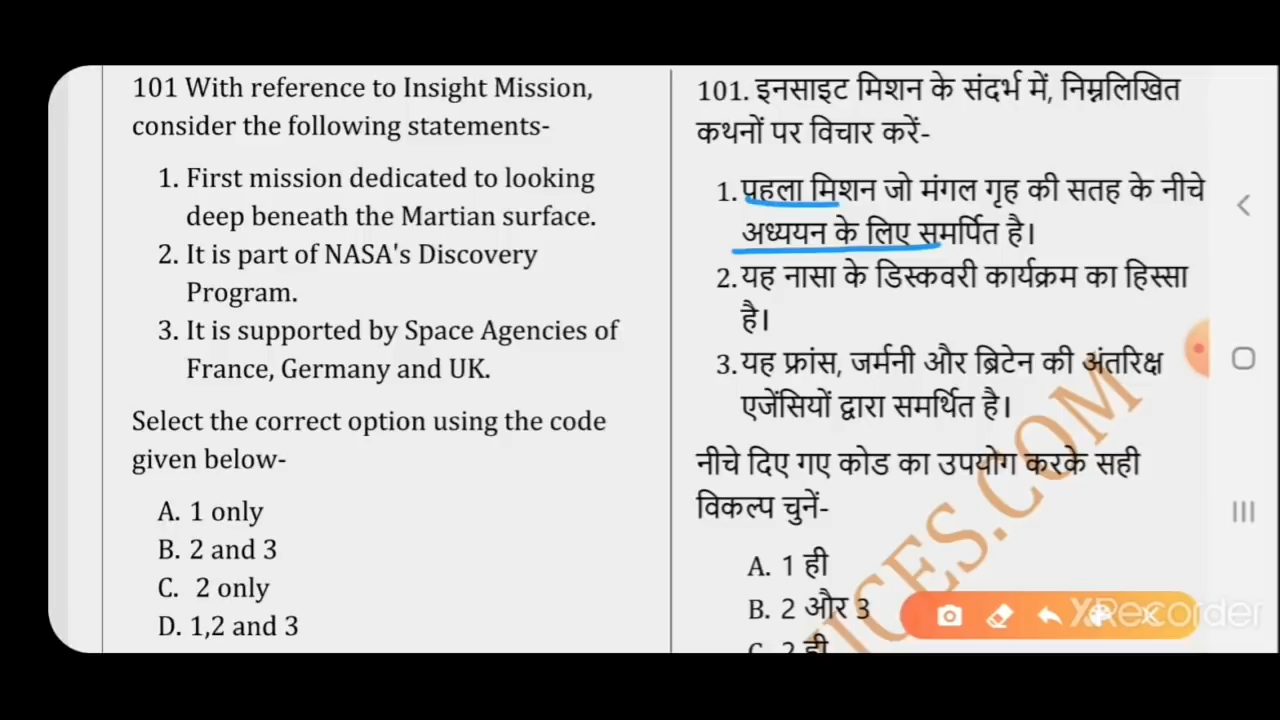 101 With reference to Insight Mission,
consider the following statements-
1. First mission dedicated to looking
deep beneath the Martian surface.
2. It is part of NASA's Discovery
Program.
3. It is supported by Space Agencies of
France, Germany and UK.
Select the correct option using the code
given below-
A. 1 only
B. 2 and 3
C. 2 only
D. 1,2 and 3
101. इनसाइट मिशन के संदर्भ में, निम्नलिखित
कथनों पर विचार करें-
1. पहला मिशन जो मंगल गृह की सतह के नीचे
अध्ययन के लिए समर्पित है।
2. यह नासा के डिस्कवरी कार्यक्रम का हिस्सा
है।
3. यह फ्रांस, जर्मनी और ब्रिटेन की अंतरिक्ष
एजेंसियों द्वारा समर्थित है।
नीचे दिए गए कोड का उपयोग करके सही
विकल्प चुनें-
A. 1 ही
B. 2 और 3
C. 2 ही
ICES.COM
XRecorder